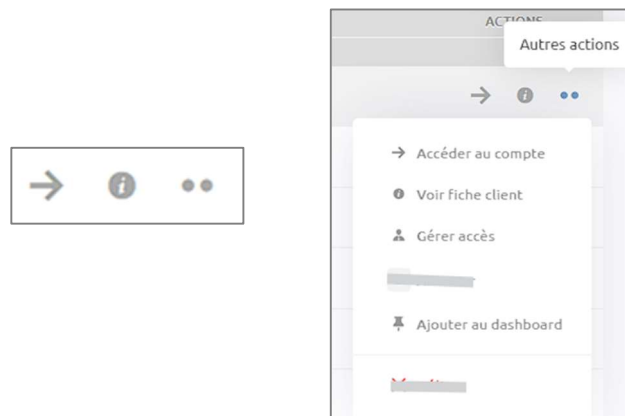 ACTIONS
Autres actions
Accéder au compte
Voir fiche client
Gérer accès
Ajouter au dashboard